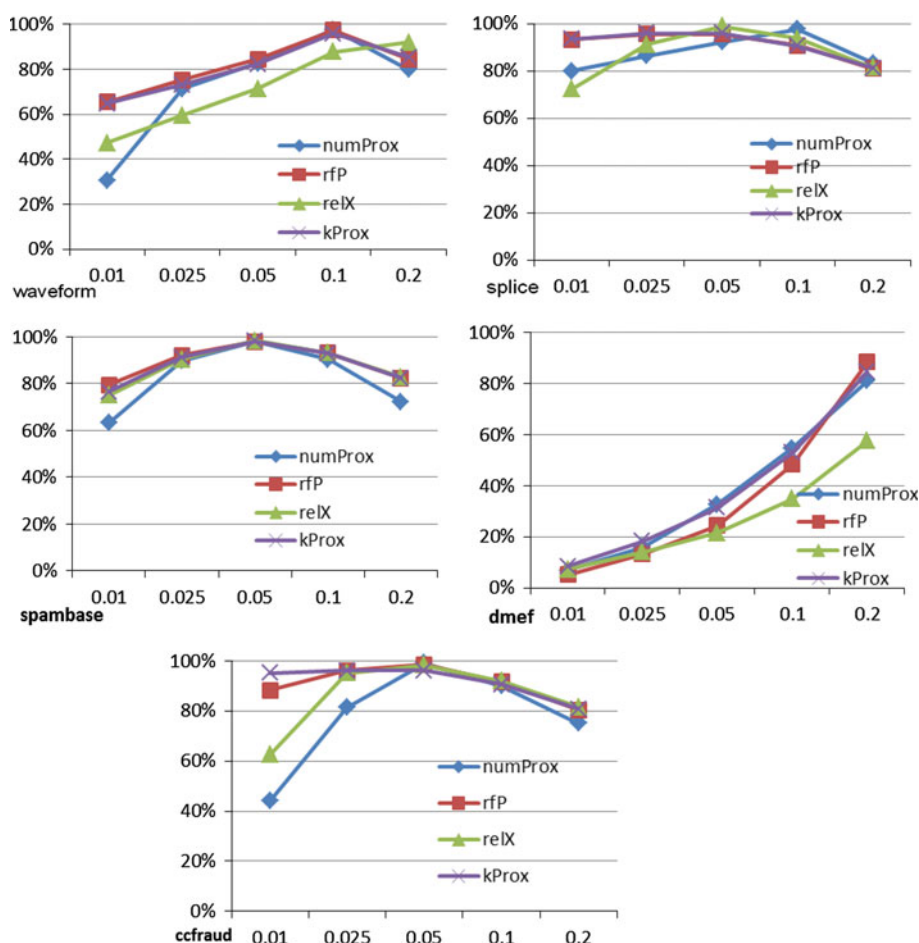 100%
80%
60%
40%
20%
0%
numProx
rfP
relX
kProx
0.01 0.025 0.05 0.1 0.2
waveform
100%
80%
60%
40%
20%
0%
numProx
rfP
relX
kProx
0.01 0.025 0.05 0.1 0.2
splice
100%
80%
60%
40%
20%
0%
numProx
rfP
relX
kProx
0.01 0.025 0.05 0.1 0.2
spambase
100%
80%
60%
40%
20%
0%
numProx
rfP
relX
kProx
0.01 0.025 0.05 0.1 0.2
dmef
100%
80%
60%
40%
20%
0%
numProx
rfP
relX
kProx
ccfraud 0.01 0.025 0.05 0.1 0.2